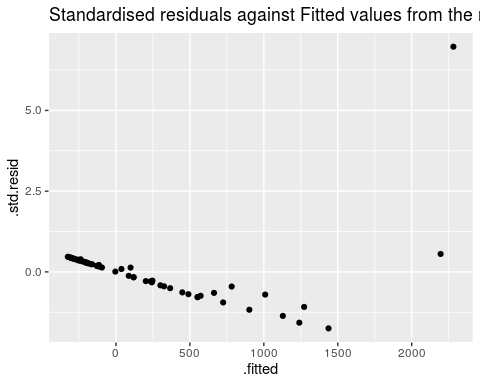 Standardised residuals against Fitted values from the
5.0
2.5
0.0
.std.resid
0
500
1000
1500
2000
.fitted